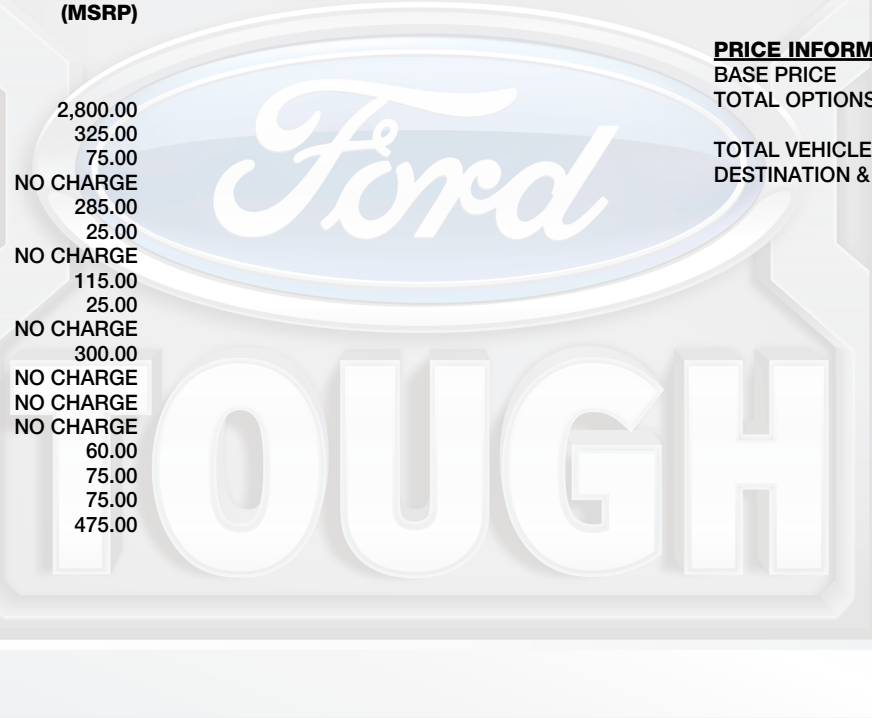 (MSRP)
2,800.00
325.00
75.00
NO CHARGE
285.00
25.00
NO CHARGE
115.00
25.00
NO CHARGE
300.00
NO CHARGE
NO CHARGE
NO CHARGE
60.00
75.00
75.00
475.00
PRICE INFORM
BASE PRICE
TOTAL OPTIONS
TOTAL VEHICLE
DESTINATION &
Ford
TOUGH